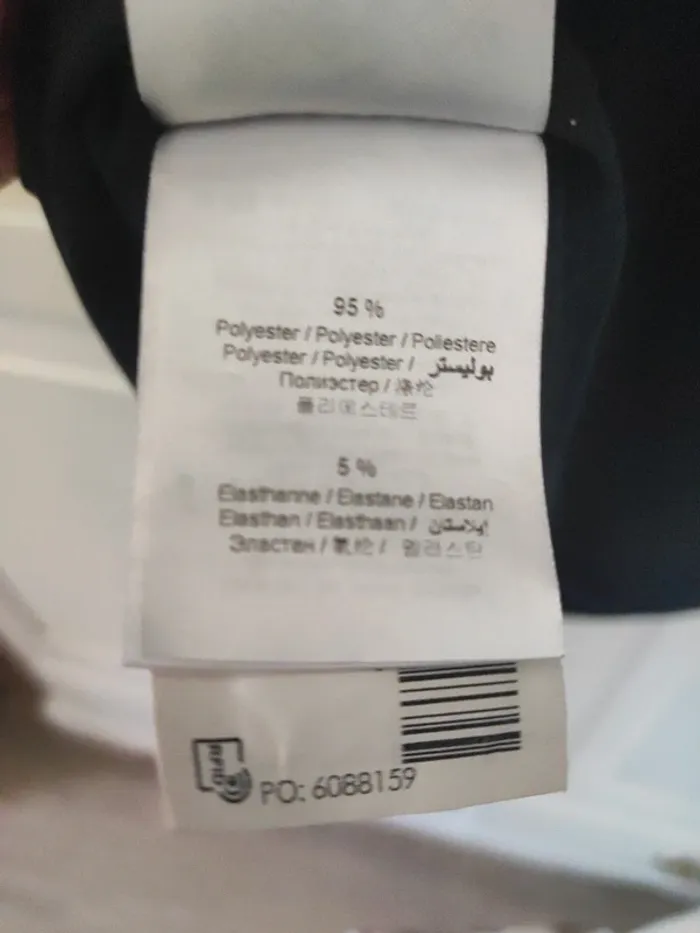 95 %
Polyester / Polyester / Poliestere
Polyester / Polyester / بوليستر
Полиэстер / 涤纶
폴리에스테르
5 %
Elasthanne / Elastane / Elastan
Elasthan / Elasthaan / إيلاستان
Эластан / 氨纶 / 엘라스탄
RFID
PO: 6088159